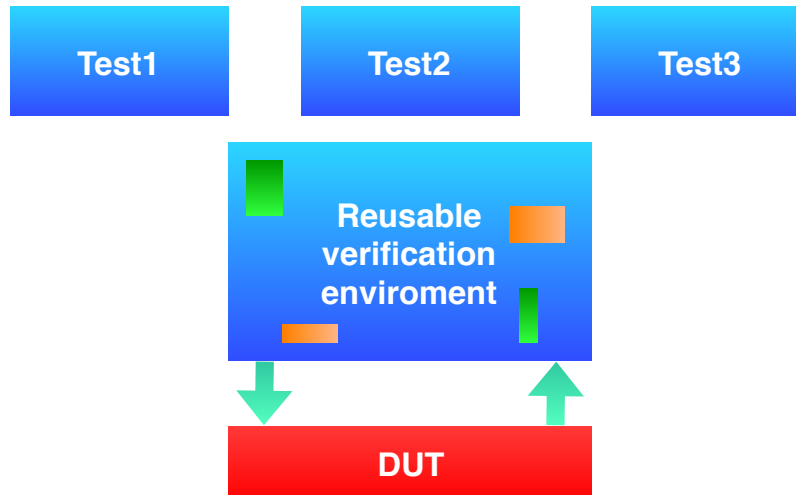 Test1
Test2
Test3
Reusable
verification
enviroment
DUT